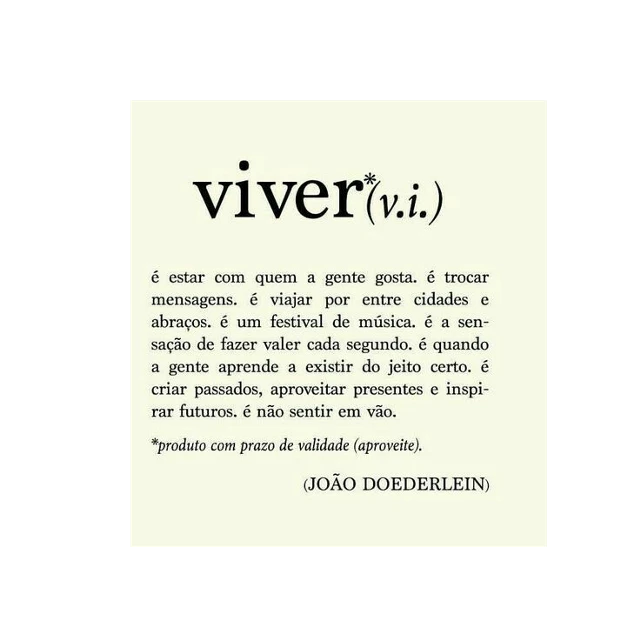 viver*(v.i.)
é estar com quem a gente gosta. é trocar
mensagens. é viajar por entre cidades e
abraços. é um festival de música. é a sen-
sação de fazer valer cada segundo. é quando
a gente aprende a existir do jeito certo. é
criar passados, aproveitar presentes e inspi-
rar futuros. é não sentir em vão.
*produto com prazo de validade (aproveite).
(JOÃO DOEDERLEIN)